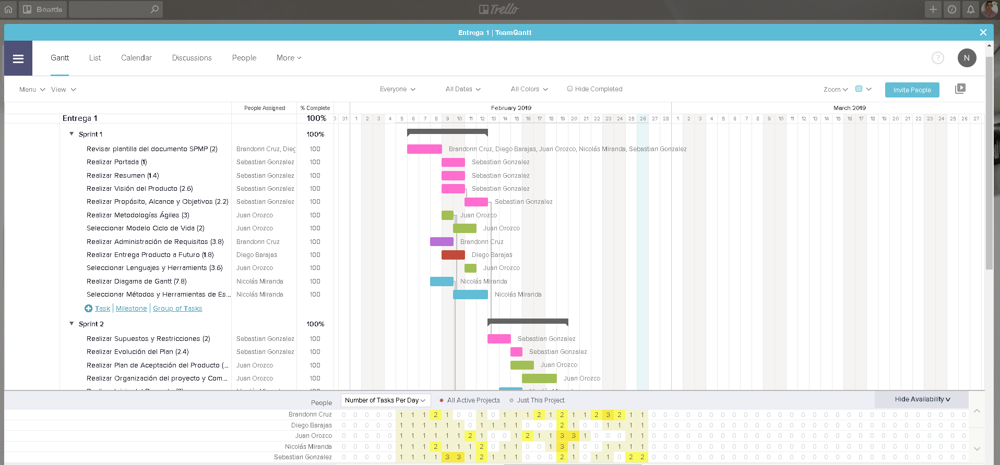 Boards
Trello
Entrega 1 | TeamGantt
Gantt List Calendar Discussions People More
? N
Menu View Everyone All Dates All Colors Hide Completed Zoom Invite People
People Assigned % Complete February 2019 March 2019
Entrega 1 100% 31 1 2 3 4 5 6 7 8 9 10 11 12 13 14 15 16 17 18 19 20 21 22 23 24 25 26 27 28 1 2 3 4 5 6 7 8 9 10 11 12 13 14 15 16 17 18 19 20 21 22 23 24 25 26 27
Sprint 1 100%
Revisar plantilla del documento SPMP (2) Brandonn Cruz, Dieg 100 Brandonn Cruz, Diego Barajas, Juan Orozco, Nicolás Miranda, Sebastian Gonzalez
Realizar Portada (1) Sebastian Gonzalez 100 Sebastian Gonzalez
Realizar Resumen (1.4) Sebastian Gonzalez 100 Sebastian Gonzalez
Realizar Visión del Producto (2.6) Sebastian Gonzalez 100 Sebastian Gonzalez
Realizar Propósito, Alcance y Objetivos (2.2) Sebastian Gonzalez 100 Sebastian Gonzalez
Realizar Metodologías Ágiles (3) Juan Orozco 100 Juan Orozco
Seleccionar Modelo Ciclo de Vida (2) Juan Orozco 100 Juan Orozco
Realizar Administración de Requisitos (3.8) Brandonn Cruz 100 Brandonn Cruz
Realizar Entrega Producto a Futuro (1.8) Diego Barajas 100 Diego Barajas
Seleccionar Lenguajes y Herramients (3.6) Juan Orozco 100 Juan Orozco
Realizar Diagama de Gantt (7.8) Nicolás Miranda 100 Nicolás Miranda
Seleccionar Métodos y Herramientas de Es... Nicolás Miranda 100 Nicolás Miranda
Task | Milestone | Group of Tasks
Sprint 2 100%
Realizar Supuestos y Restricciones (2) Sebastian Gonzalez 100 Sebastian Gonzalez
Realizar Evolución del Plan (2.4) Sebastian Gonzalez 100 Sebastian Gonzalez
Realizar Plan de Aceptación del Producto (... Juan Orozco 100 Juan Orozco
Realizar Organización del proyecto y Com... Juan Orozco 100 Juan Orozco
People Number of Tasks Per Day All Active Projects Just This Project Hide Availability
Brandonn Cruz 0 0 0 0 0 1 1 1 2 1 0 0 1 0 1 1 1 2 1 2 1 1 2 3 2 1 1 0 0 0 0 0 0 0 0 0 0 0 0 0 0 0 0 0 0 0 0 0 0 0 0 0 0 0 0
Diego Barajas 0 0 0 0 0 1 1 1 1 1 1 0 1 1 1 1 0 0 0 2 1 0 0 1 1 1 1 0 0 0 0 0 0 0 0 0 0 0 0 0 0 0 0 0 0 0 0 0 0 0 0 0 0 0 0
Juan Orozco 0 0 0 0 0 1 1 1 1 1 1 2 1 0 0 1 2 1 1 3 3 1 0 0 0 1 1 0 0 0 0 0 0 0 0 0 0 0 0 0 0 0 0 0 0 0 0 0 0 0 0 0 0 0 0
Nicolás Miranda 0 0 0 0 0 1 1 1 2 1 1 1 2 0 1 1 0 0 1 3 1 0 0 1 1 1 1 0 0 0 0 0 0 0 0 0 0 0 0 0 0 0 0 0 0 0 0 0 0 0 0 0 0 0 0
Sebastian Gonzalez 0 0 0 0 0 1 1 1 1 3 3 1 2 1 1 1 0 0 0 2 1 0 1 1 0 2 2 0 0 0 0 0 0 0 0 0 0 0 0 0 0 0 0 0 0 0 0 0 0 0 0 0 0 0 0